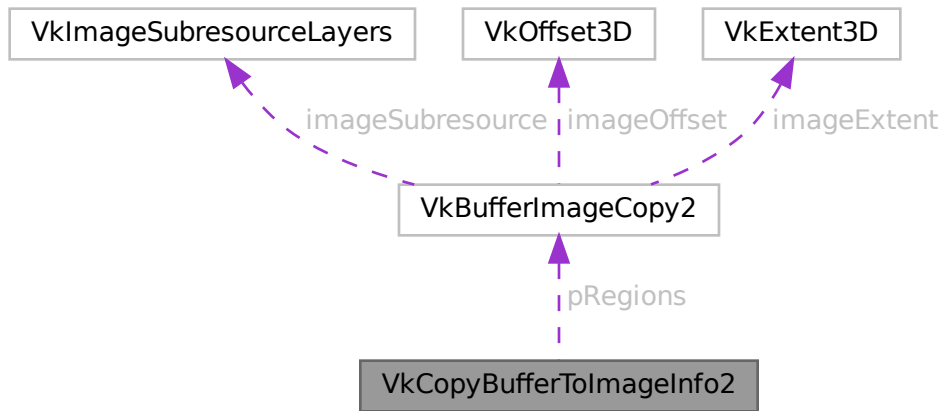 VkImageSubresourceLayers
VkOffset3D
VkExtent3D
imageSubresource
imageOffset
imageExtent
VkBufferImageCopy2
pRegions
VkCopyBufferToImageInfo2